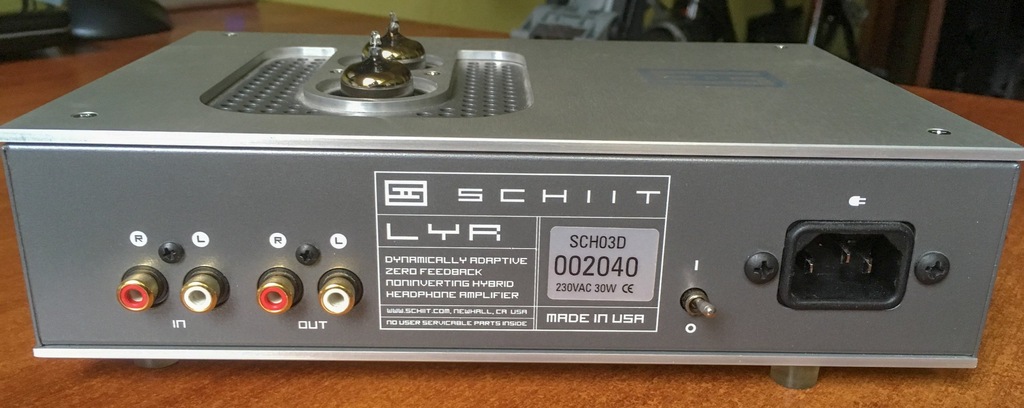 SCHIIT
LYR
DYNAMICALLY ADAPTIVE
ZERO FEEDBACK
NONINVERTING HYBRID
HEADPHONE AMPLIFIER
WWW.SCHIIT.COM, NEWHALL, CA USA
NO USER SERVICABLE PARTS INSIDE
SCH03D
002040
230VAC 30W CE
MADE IN USA
R L R L
IN OUT
I
O